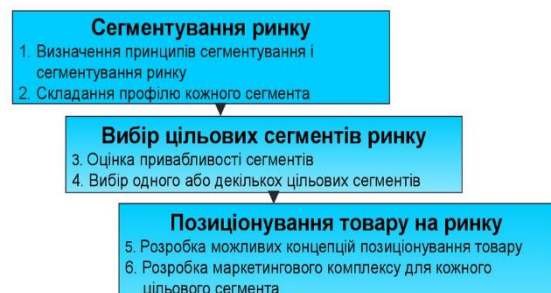 Сегментування ринку
1. Визначення принципів сегментування і
сегментування ринку
2. Складання профілю кожного сегмента
Вибір цільових сегментів ринку
3. Оцінка привабливості сегментів
4. Вибір одного або декількох цільових сегментів
Позиціонування товару на ринку
5. Розробка можливих концепцій позиціонування товару
6. Розробка маркетингового комплексу для кожного
цільового сегмента